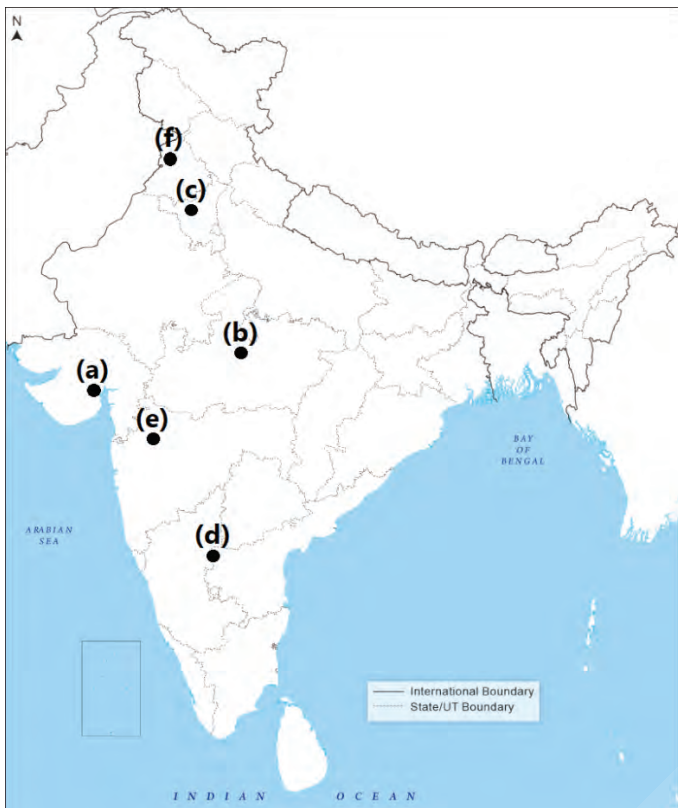 N
(f)
(c)
(b)
(a)
(e)
BAY
OF
BENGAL
ARABIAN
SEA
(d)
International Boundary
State/UT Boundary
INDIAN OCEAN